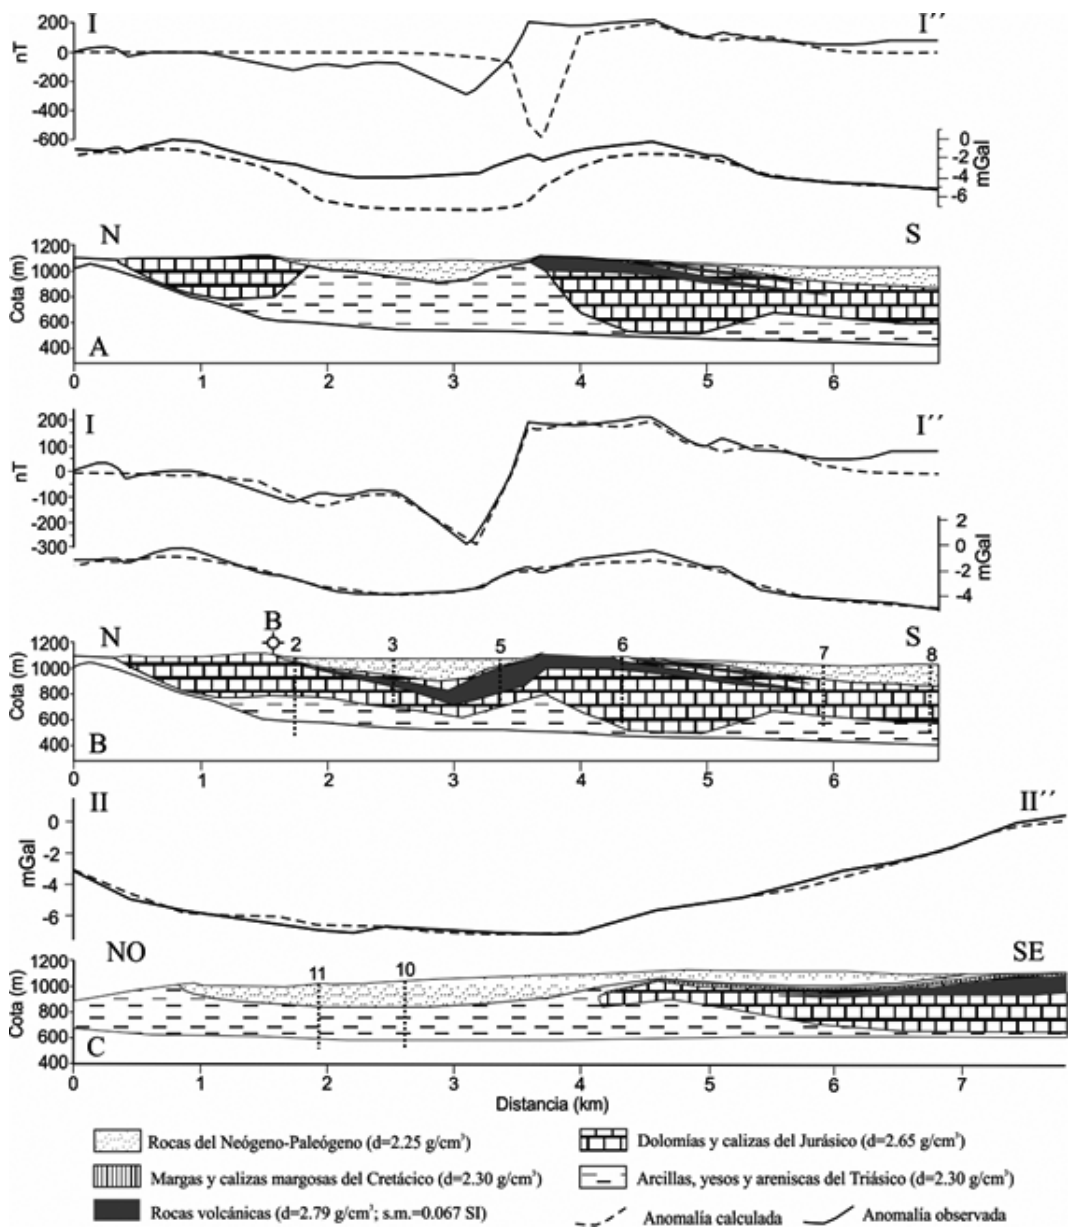 I I´´
200
0
-200
-400
-600
nT
0
-2
-4
-6
mGal
N S
1200
1000
800
600
400
Cota (m)
A
0 1 2 3 4 5 6
I I´´
200
100
0
-100
-200
-300
nT
2
0
-2
-4
mGal
B
N 2 3 5 6 7 8 S
1200
1000
800
600
400
Cota (m)
B
0 1 2 3 4 5 6
II II´´
0
-2
-4
-6
mGal
NO 11 10 SE
1200
1000
800
600
400
Cota (m)
C
0 1 2 3 4 5 6 7
Distancia (km)
Rocas del Neógeno-Paleógeno (d=2.25 g/cm³) Dolomías y calizas del Jurásico (d=2.65 g/cm³)
Margas y calizas margosas del Cretácico (d=2.30 g/cm³) Arcillas, yesos y areniscas del Triásico (d=2.30 g/cm³)
Rocas volcánicas (d=2.79 g/cm³; s.m.=0.067 SI) Anomalía calculada Anomalía observada